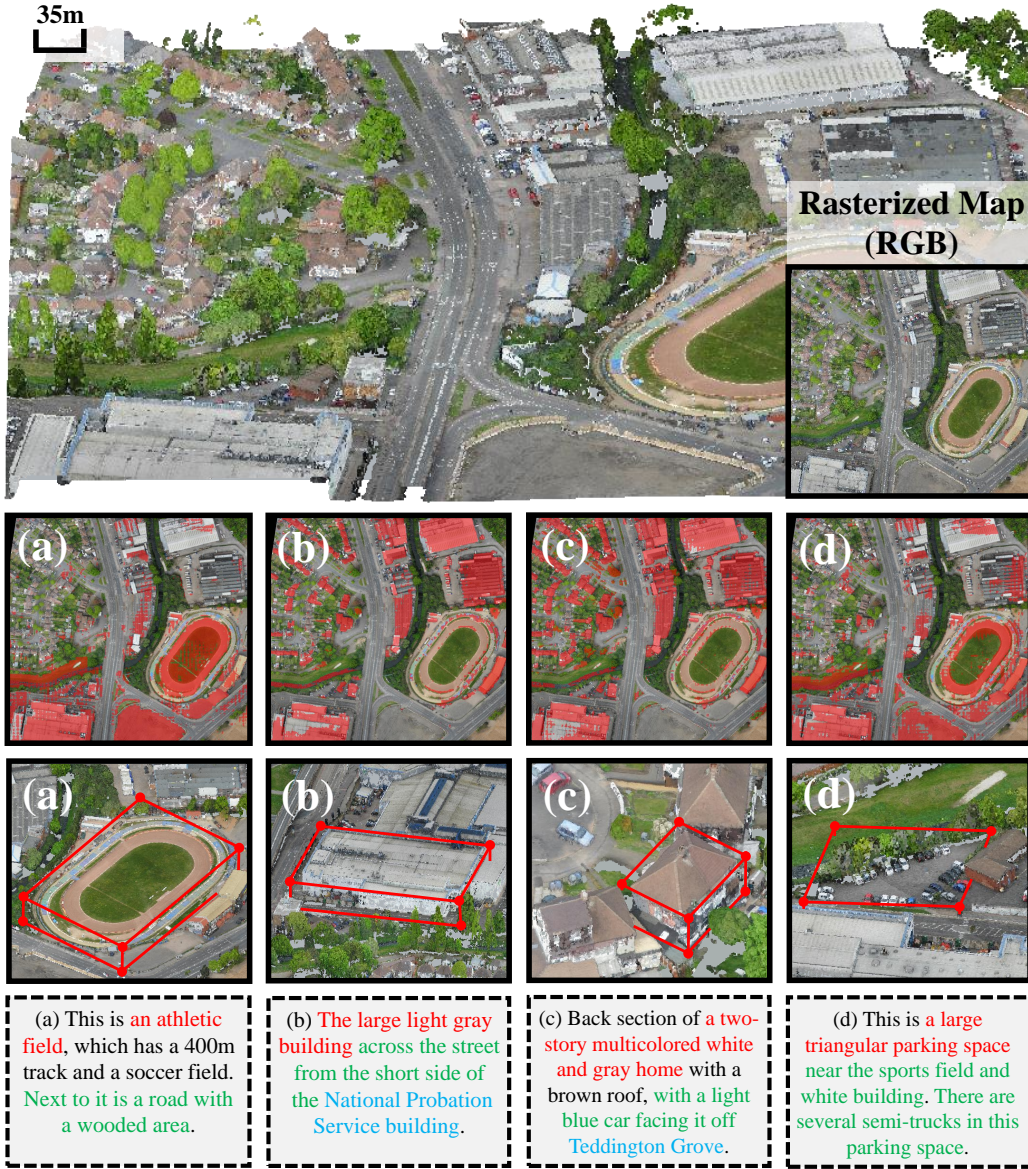 35m
Rasterized Map
(RGB)
(a)
(b)
(c)
(d)
(a)
(b)
(c)
(d)
(a) This is an athletic
field, which has a 400m
track and a soccer field.
Next to it is a road with
a wooded area.
(b) The large light gray
building across the street
from the short side of
the National Probation
Service building.
(c) Back section of a two-
story multicolored white
and gray home with a
brown roof, with a light
blue car facing it off
Teddington Grove.
(d) This is a large
triangular parking space
near the sports field and
white building. There are
several semi-trucks in this
parking space.